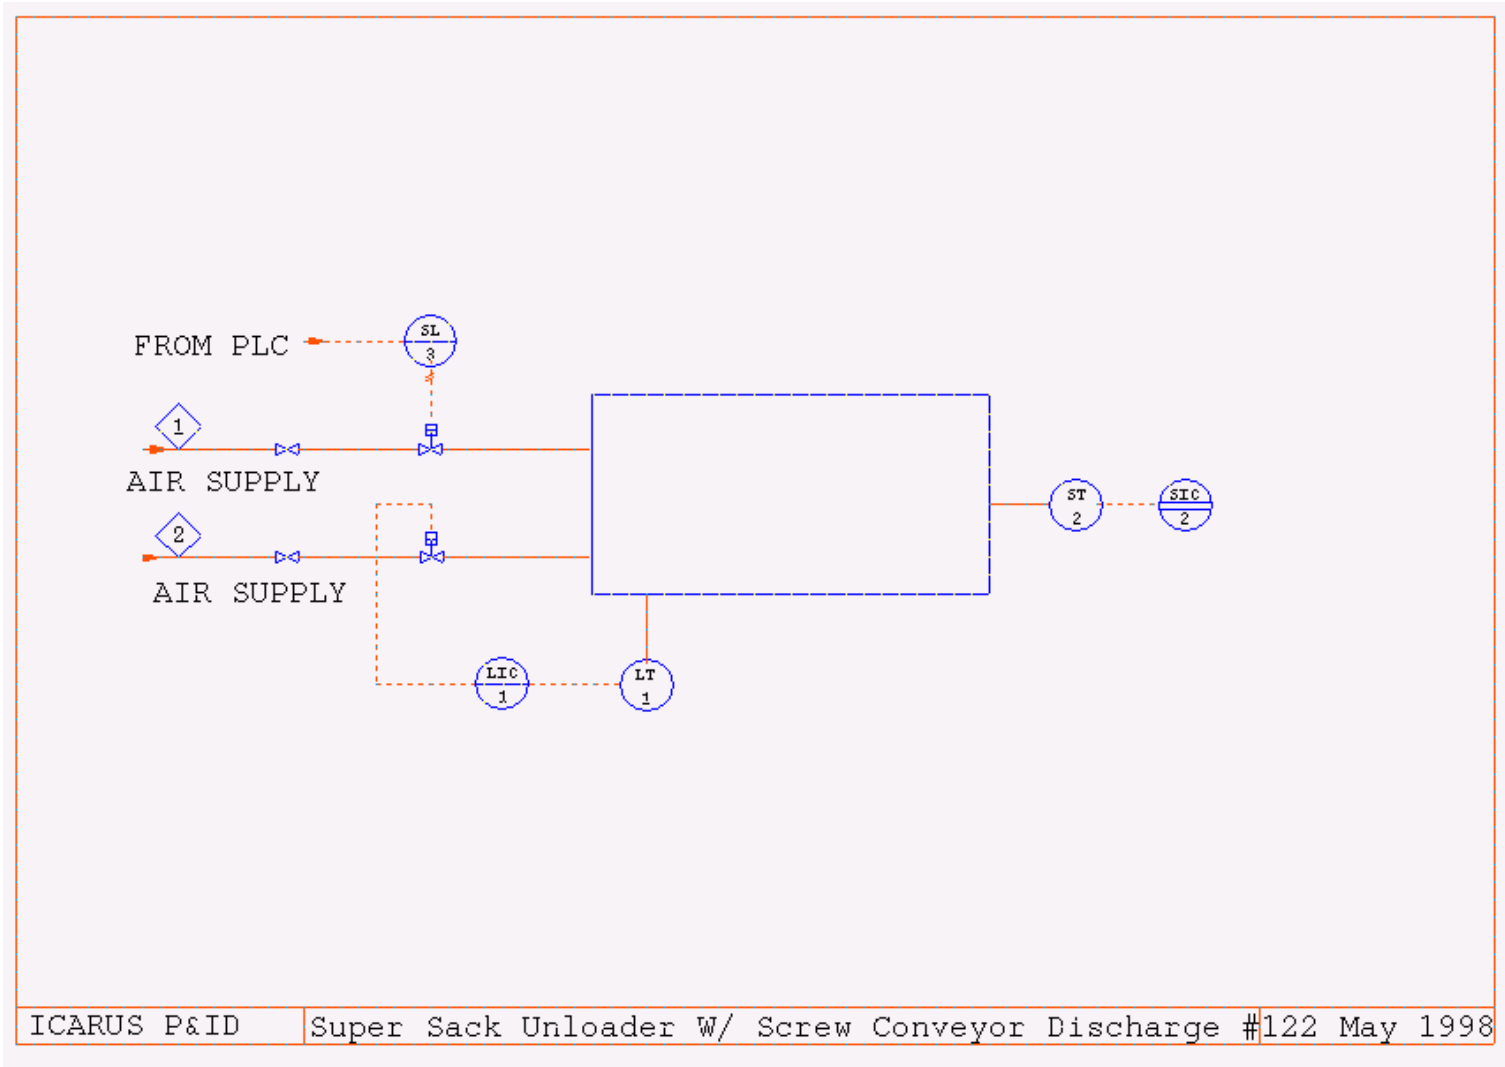 SL
3
FROM PLC
1
AIR SUPPLY
2
AIR SUPPLY
ST
2
SIC
2
LIC
1
LT
1
ICARUS P&ID
Super Sack Unloader W/ Screw Conveyor Discharge #122 May 1998